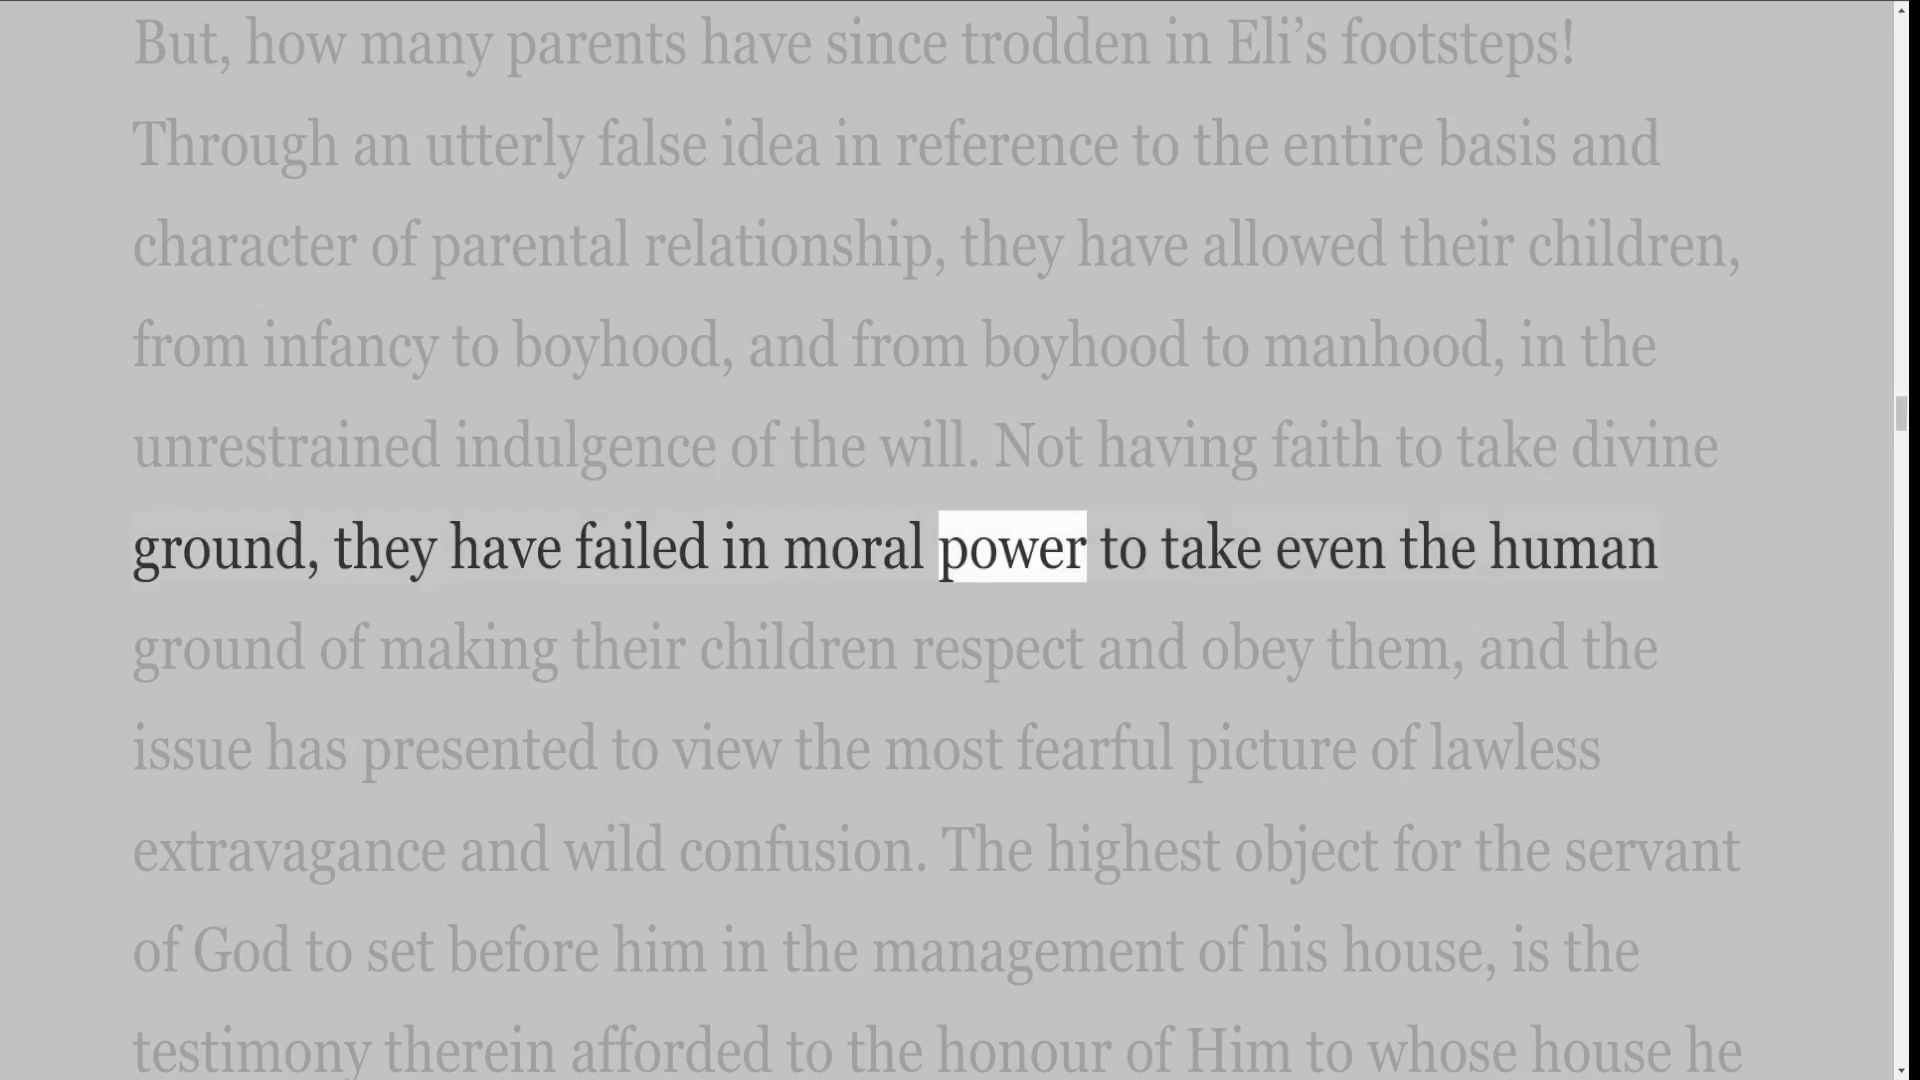 But, how many parents have since trodden in Eli’s footsteps!
Through an utterly false idea in reference to the entire basis and
character of parental relationship, they have allowed their children,
from infancy to boyhood, and from boyhood to manhood, in the
unrestrained indulgence of the will. Not having faith to take divine
ground, they have failed in moral power to take even the human
ground of making their children respect and obey them, and the
issue has presented to view the most fearful picture of lawless
extravagance and wild confusion. The highest object for the servant
of God to set before him in the management of his house, is the
testimony therein afforded to the honour of Him to whose house he